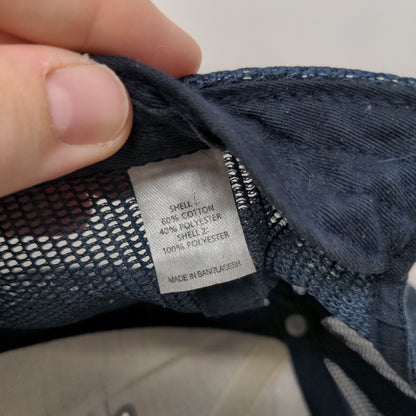 SHELL 1:
60% COTTON
40% POLYESTER
SHELL 2:
100% POLYESTER
MADE IN BANGLADESH